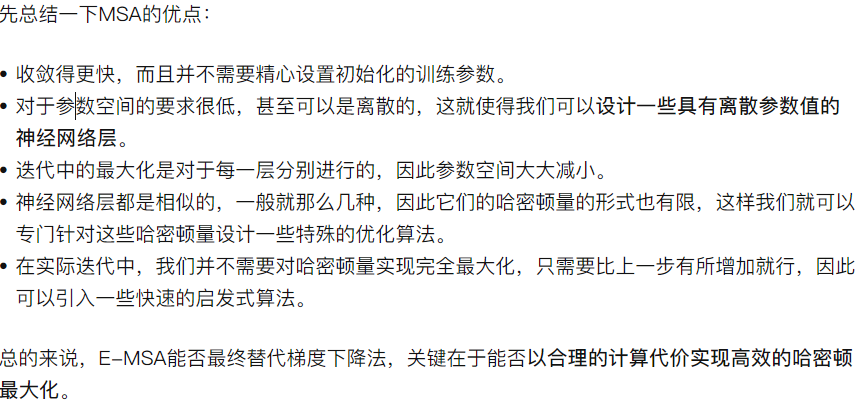 先总结一下MSA的优点：
• 收敛得更快，而且并不需要精心设置初始化的训练参数。
• 对于参数空间的要求很低，甚至可以是离散的，这就使得我们可以设计一些具有离散参数值的
神经网络层。
• 迭代中的最大化是对于每一层分别进行的，因此参数空间大大减小。
• 神经网络层都是相似的，一般就那么几种，因此它们的哈密顿量的形式也有限，这样我们就可以
专门针对这些哈密顿量设计一些特殊的优化算法。
• 在实际迭代中，我们并不需要对哈密顿量实现完全最大化，只需要比上一步有所增加就行，因此
可以引入一些快速的启发式算法。
总的来说，E-MSA能否最终替代梯度下降法，关键在于能否以合理的计算代价实现高效的哈密顿
最大化。